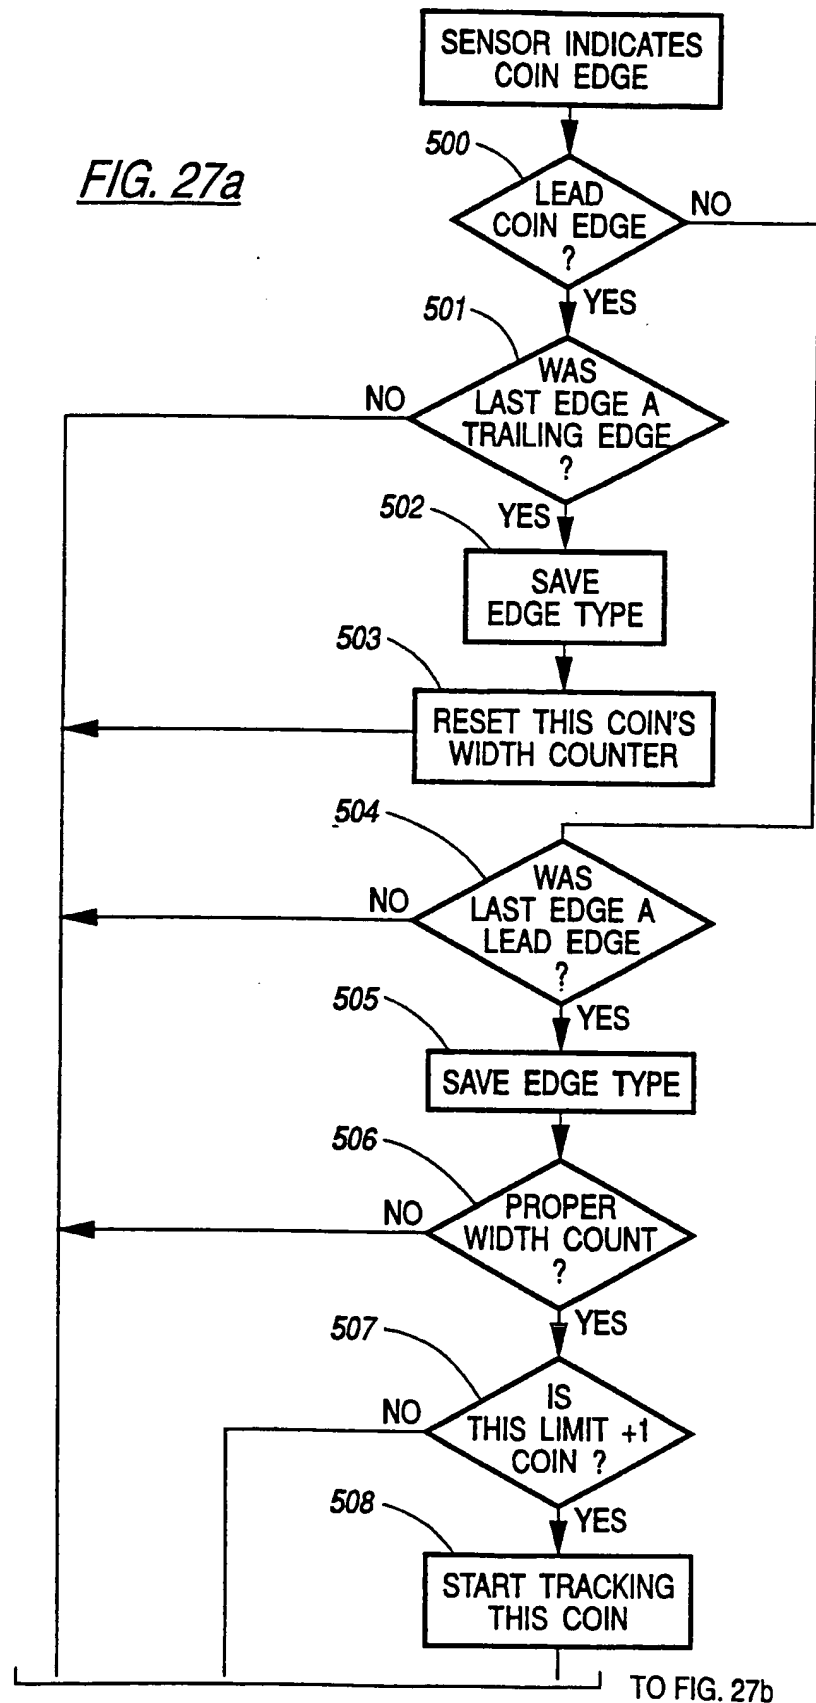 SENSOR INDICATES
COIN EDGE
FIG. 27a
500
LEAD
COIN EDGE
?
NO
YES
501
WAS
LAST EDGE A
TRAILING EDGE
?
NO
YES
502
SAVE
EDGE TYPE
503
RESET THIS COIN'S
WIDTH COUNTER
504
WAS
LAST EDGE A
LEAD EDGE
?
NO
YES
505
SAVE EDGE TYPE
506
PROPER
WIDTH COUNT
?
NO
YES
507
IS
THIS LIMIT +1
COIN ?
NO
YES
508
START TRACKING
THIS COIN
TO FIG. 27b